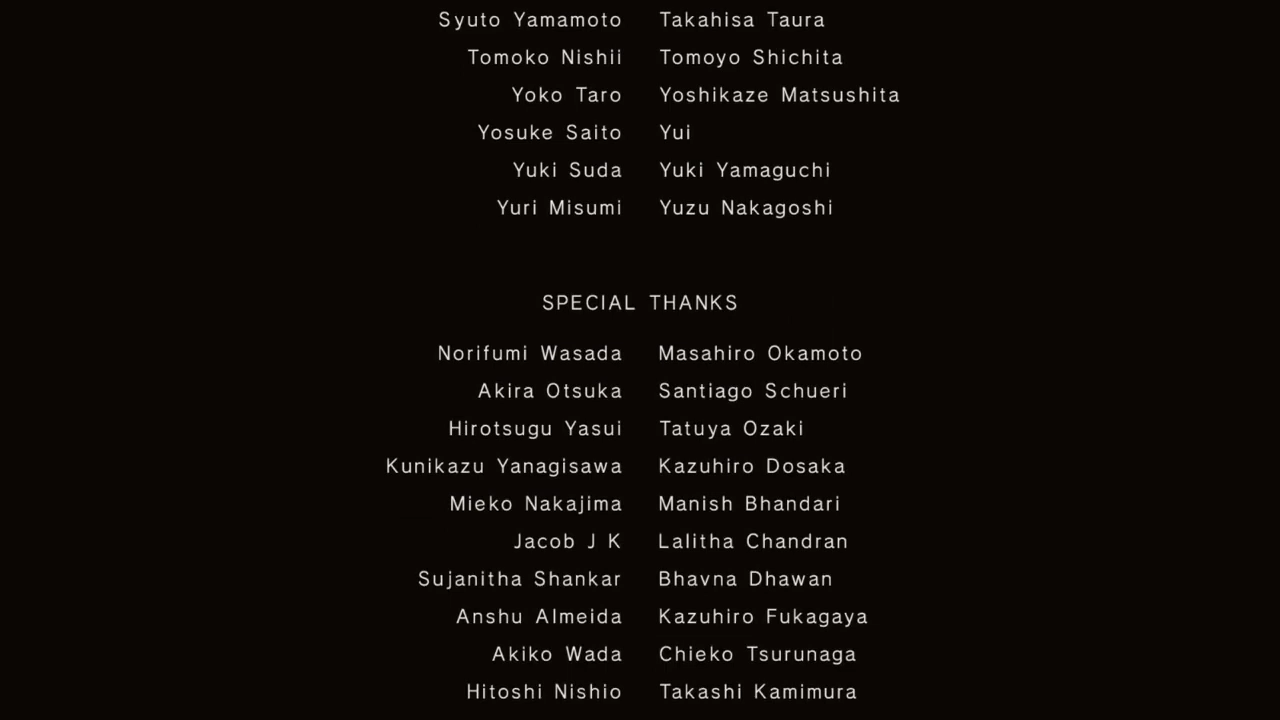 Syuto Yamamoto Takahisa Taura
Tomoko Nishii Tomoyo Shichita
Yoko Taro Yoshikaze Matsushita
Yosuke Saito Yui
Yuki Suda Yuki Yamaguchi
Yuri Misumi Yuzu Nakagoshi
SPECIAL THANKS
Norifumi Wasada Masahiro Okamoto
Akira Otsuka Santiago Schueri
Hirotsugu Yasui Tatuya Ozaki
Kunikazu Yanagisawa Kazuhiro Dosaka
Mieko Nakajima Manish Bhandari
Jacob J K Lalitha Chandran
Sujanitha Shankar Bhavna Dhawan
Anshu Almeida Kazuhiro Fukagaya
Akiko Wada Chieko Tsurunaga
Hitoshi Nishio Takashi Kamimura